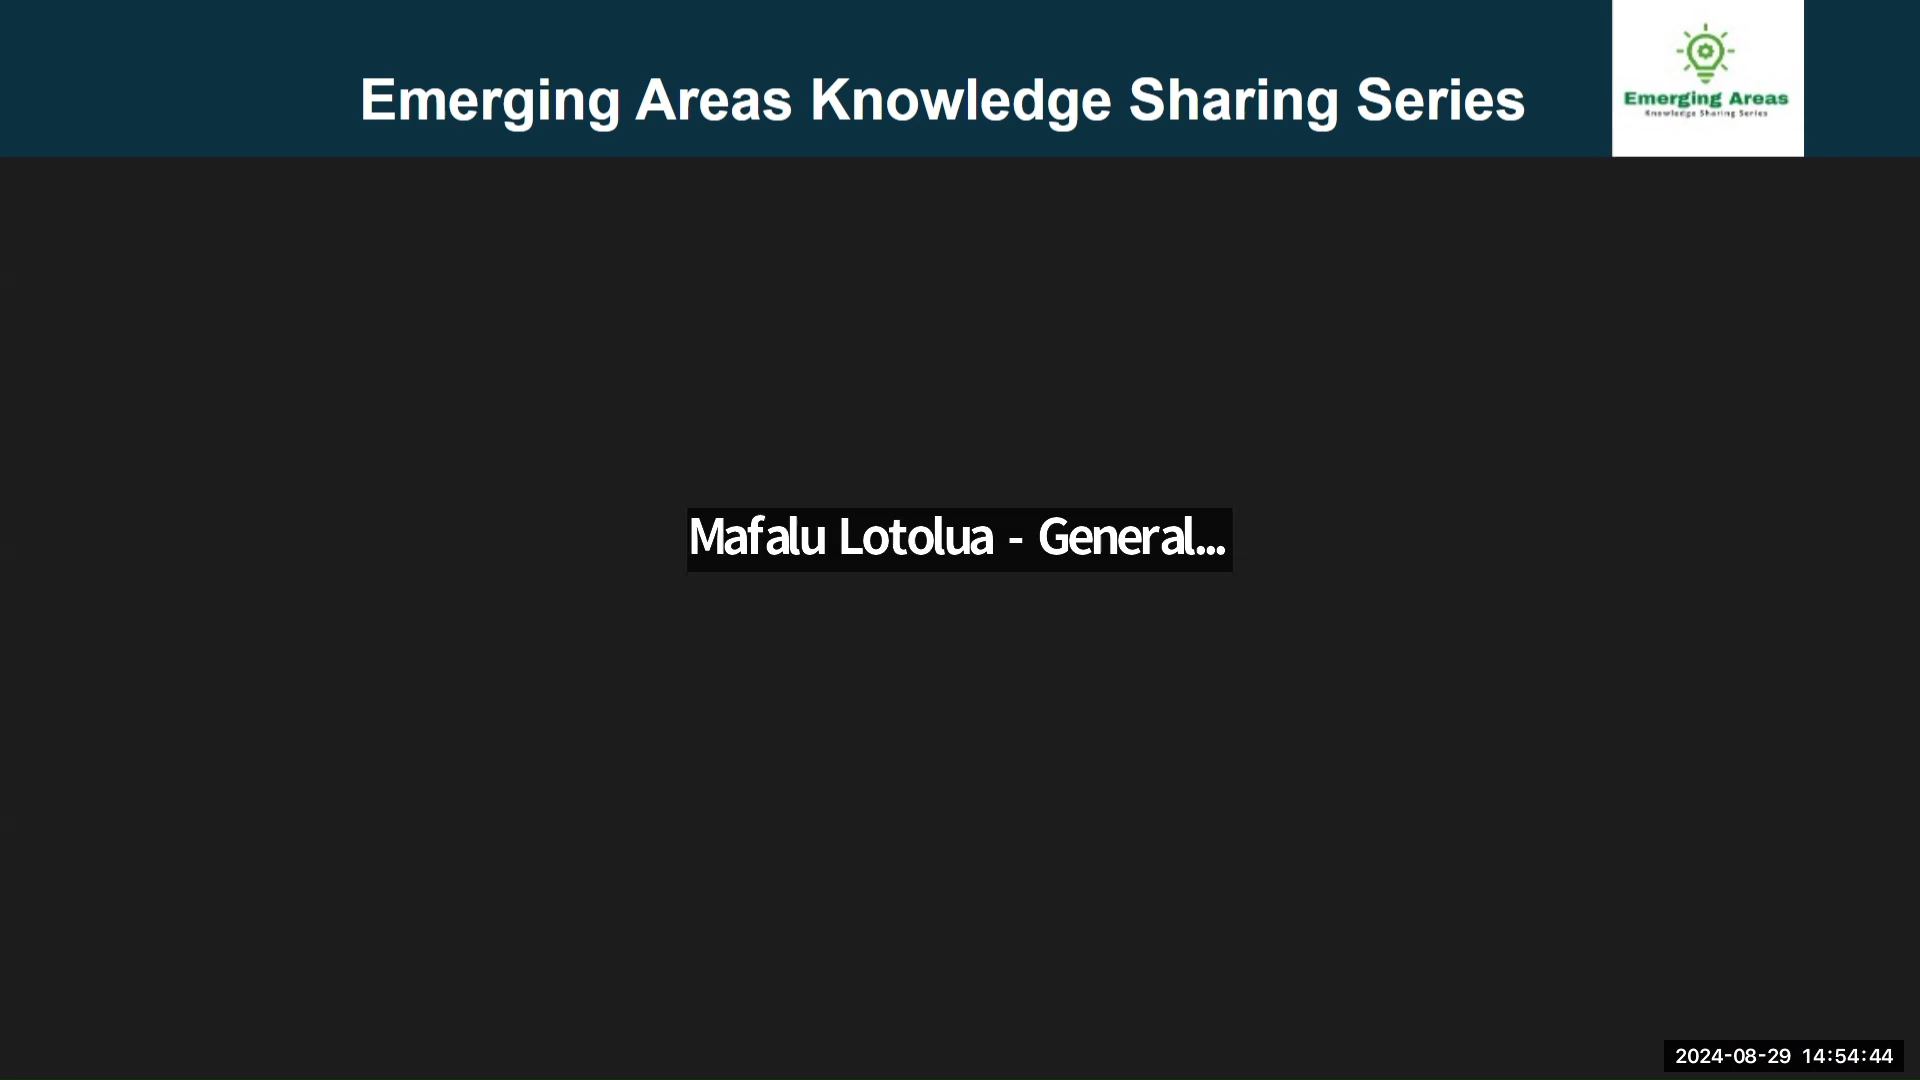 Emerging Areas Knowledge Sharing Series
Emerging Areas
Knowledge Sharing Series
Mafalu Lotolua - General...
2024-08-29 14:54:44